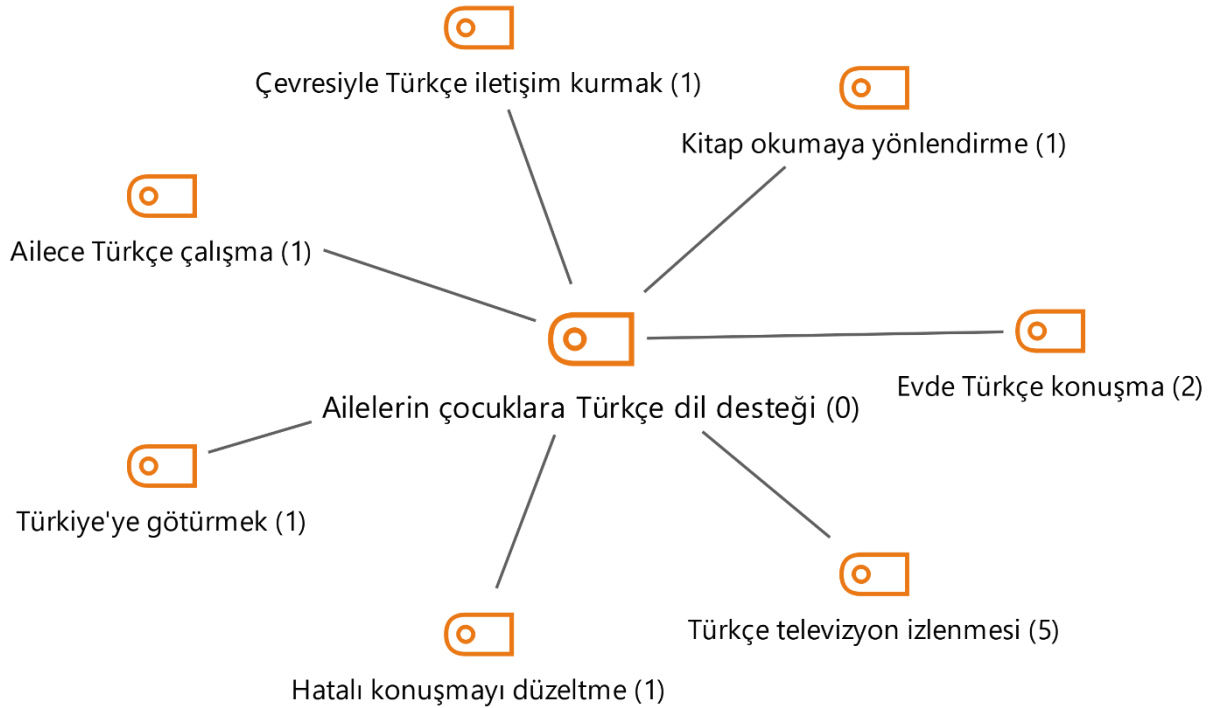 Çevresiyle Türkçe iletişim kurmak (1)
Kitap okumaya yönlendirme (1)
Ailece Türkçe çalışma (1)
Evde Türkçe konuşma (2)
Ailelerin çocuklara Türkçe dil desteği (0)
Türkiye'ye götürmek (1)
Türkçe televizyon izlenmesi (5)
Hatalı konuşmayı düzeltme (1)